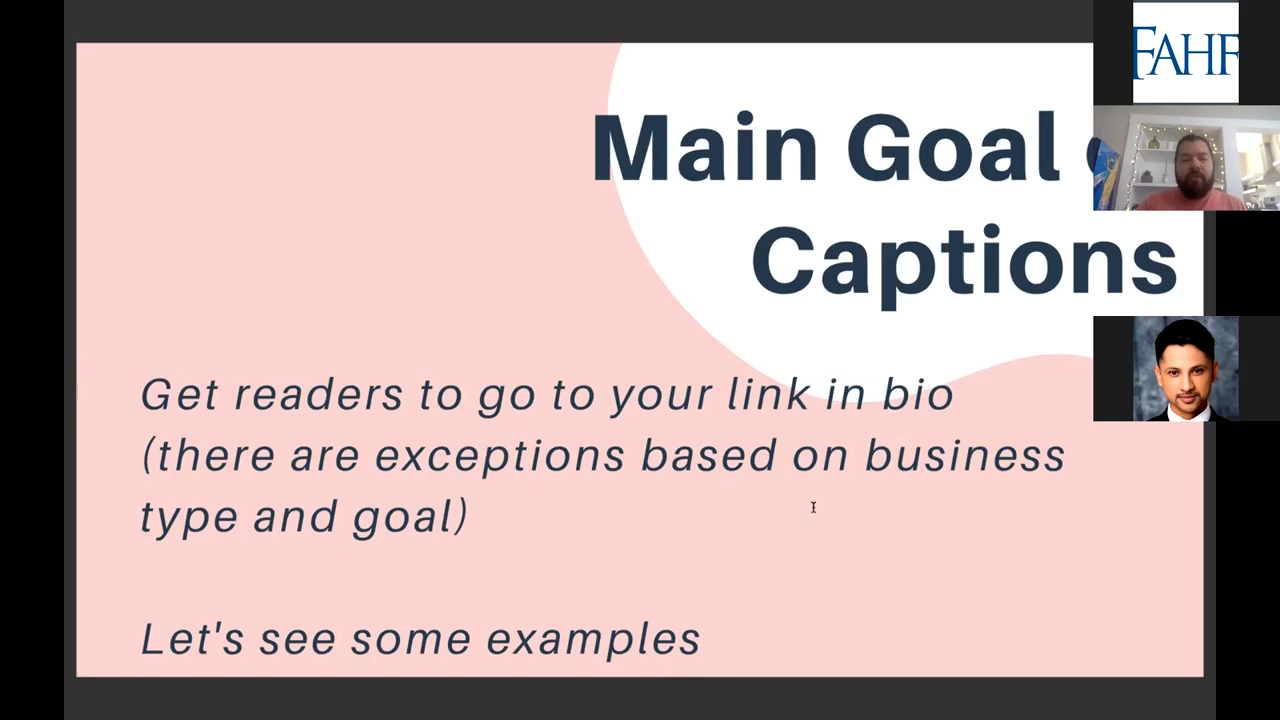 Main Goal
Captions
Get readers to go to your link in bio
(there are exceptions based on business
type and goal)
Let's see some examples
FAHF